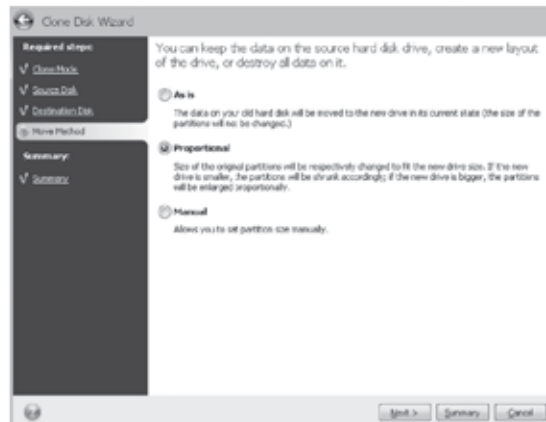 Clone Disk Wizard
Required steps:
Clone Mode
Source Disk
Destination Disk
Move Method
Summary:
Summary
You can keep the data on the source hard disk drive, create a new layout
of the drive, or destroy all data on it.
As is
The data on your old hard disk will be moved to the new drive in its current state (the size of the
partitions will not be changed.)
Proportional
Size of the original partitions will be respectively changed to fit the new drive size. If the new
drive is smaller, the partitions will be shrunk accordingly; if the new drive is bigger, the partitions
will be enlarged proportionally.
Manual
Allows you to set partition size manually.
Next >
Summary
Cancel